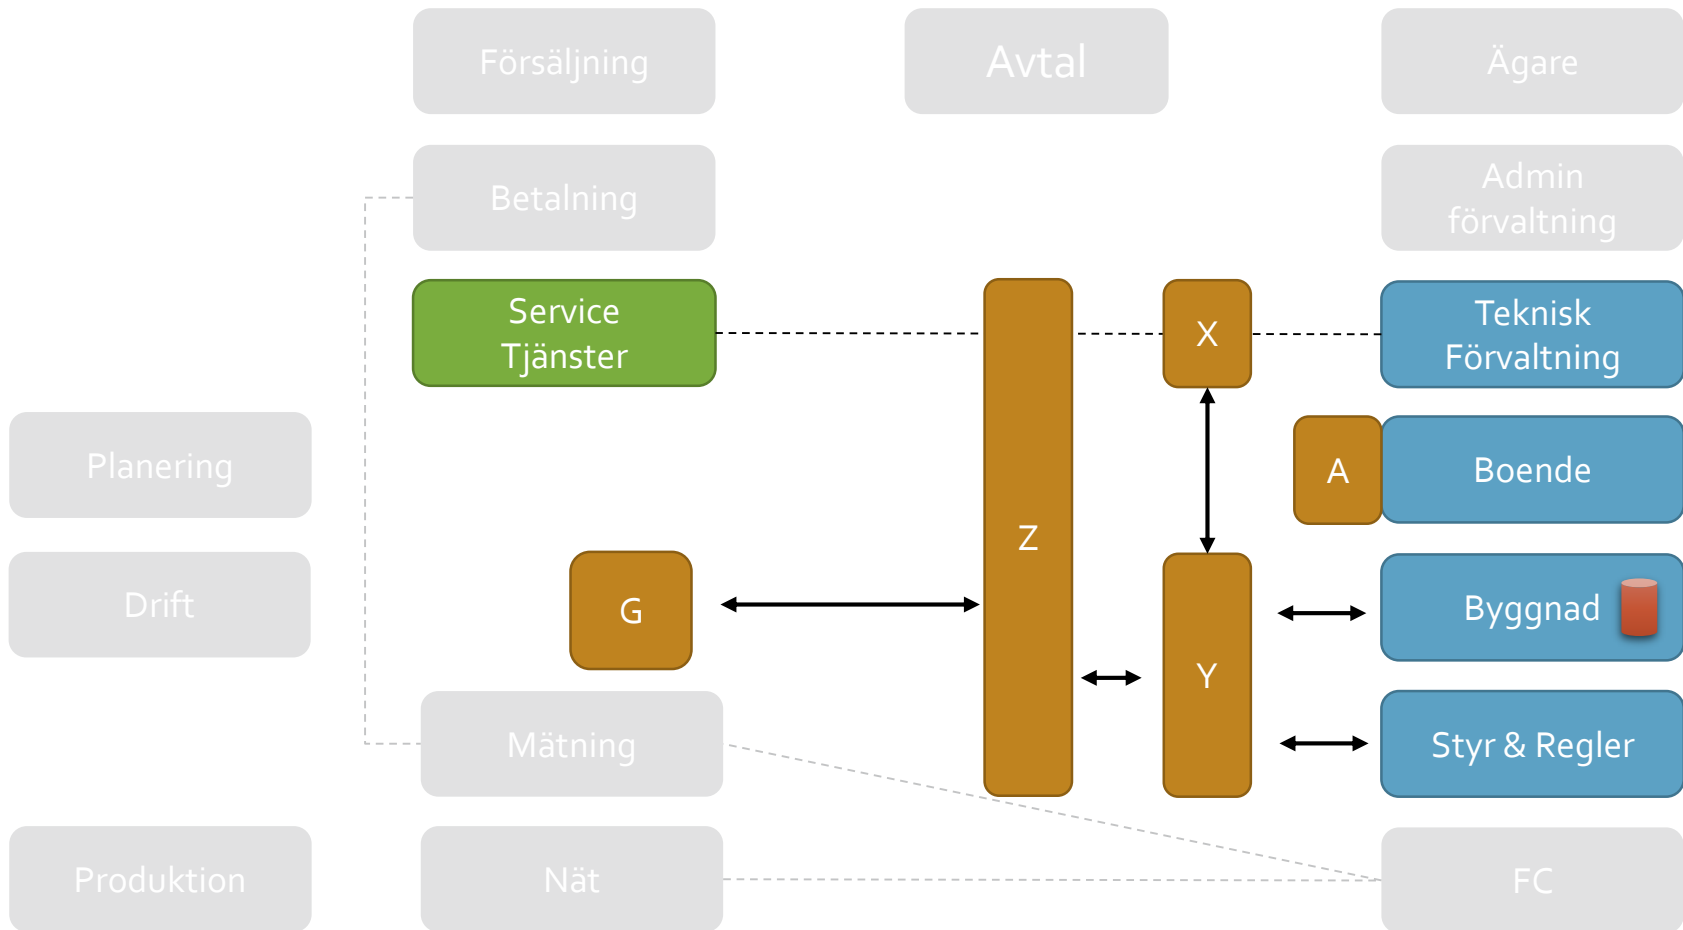 Försäljning
Avtal
Ägare
Betalning
Admin
förvaltning
Service
Tjänster
X
Teknisk
Förvaltning
Planering
A
Boende
Z
Drift
G
Byggnad
Y
Mätning
Styr & Regler
Produktion
Nät
FC